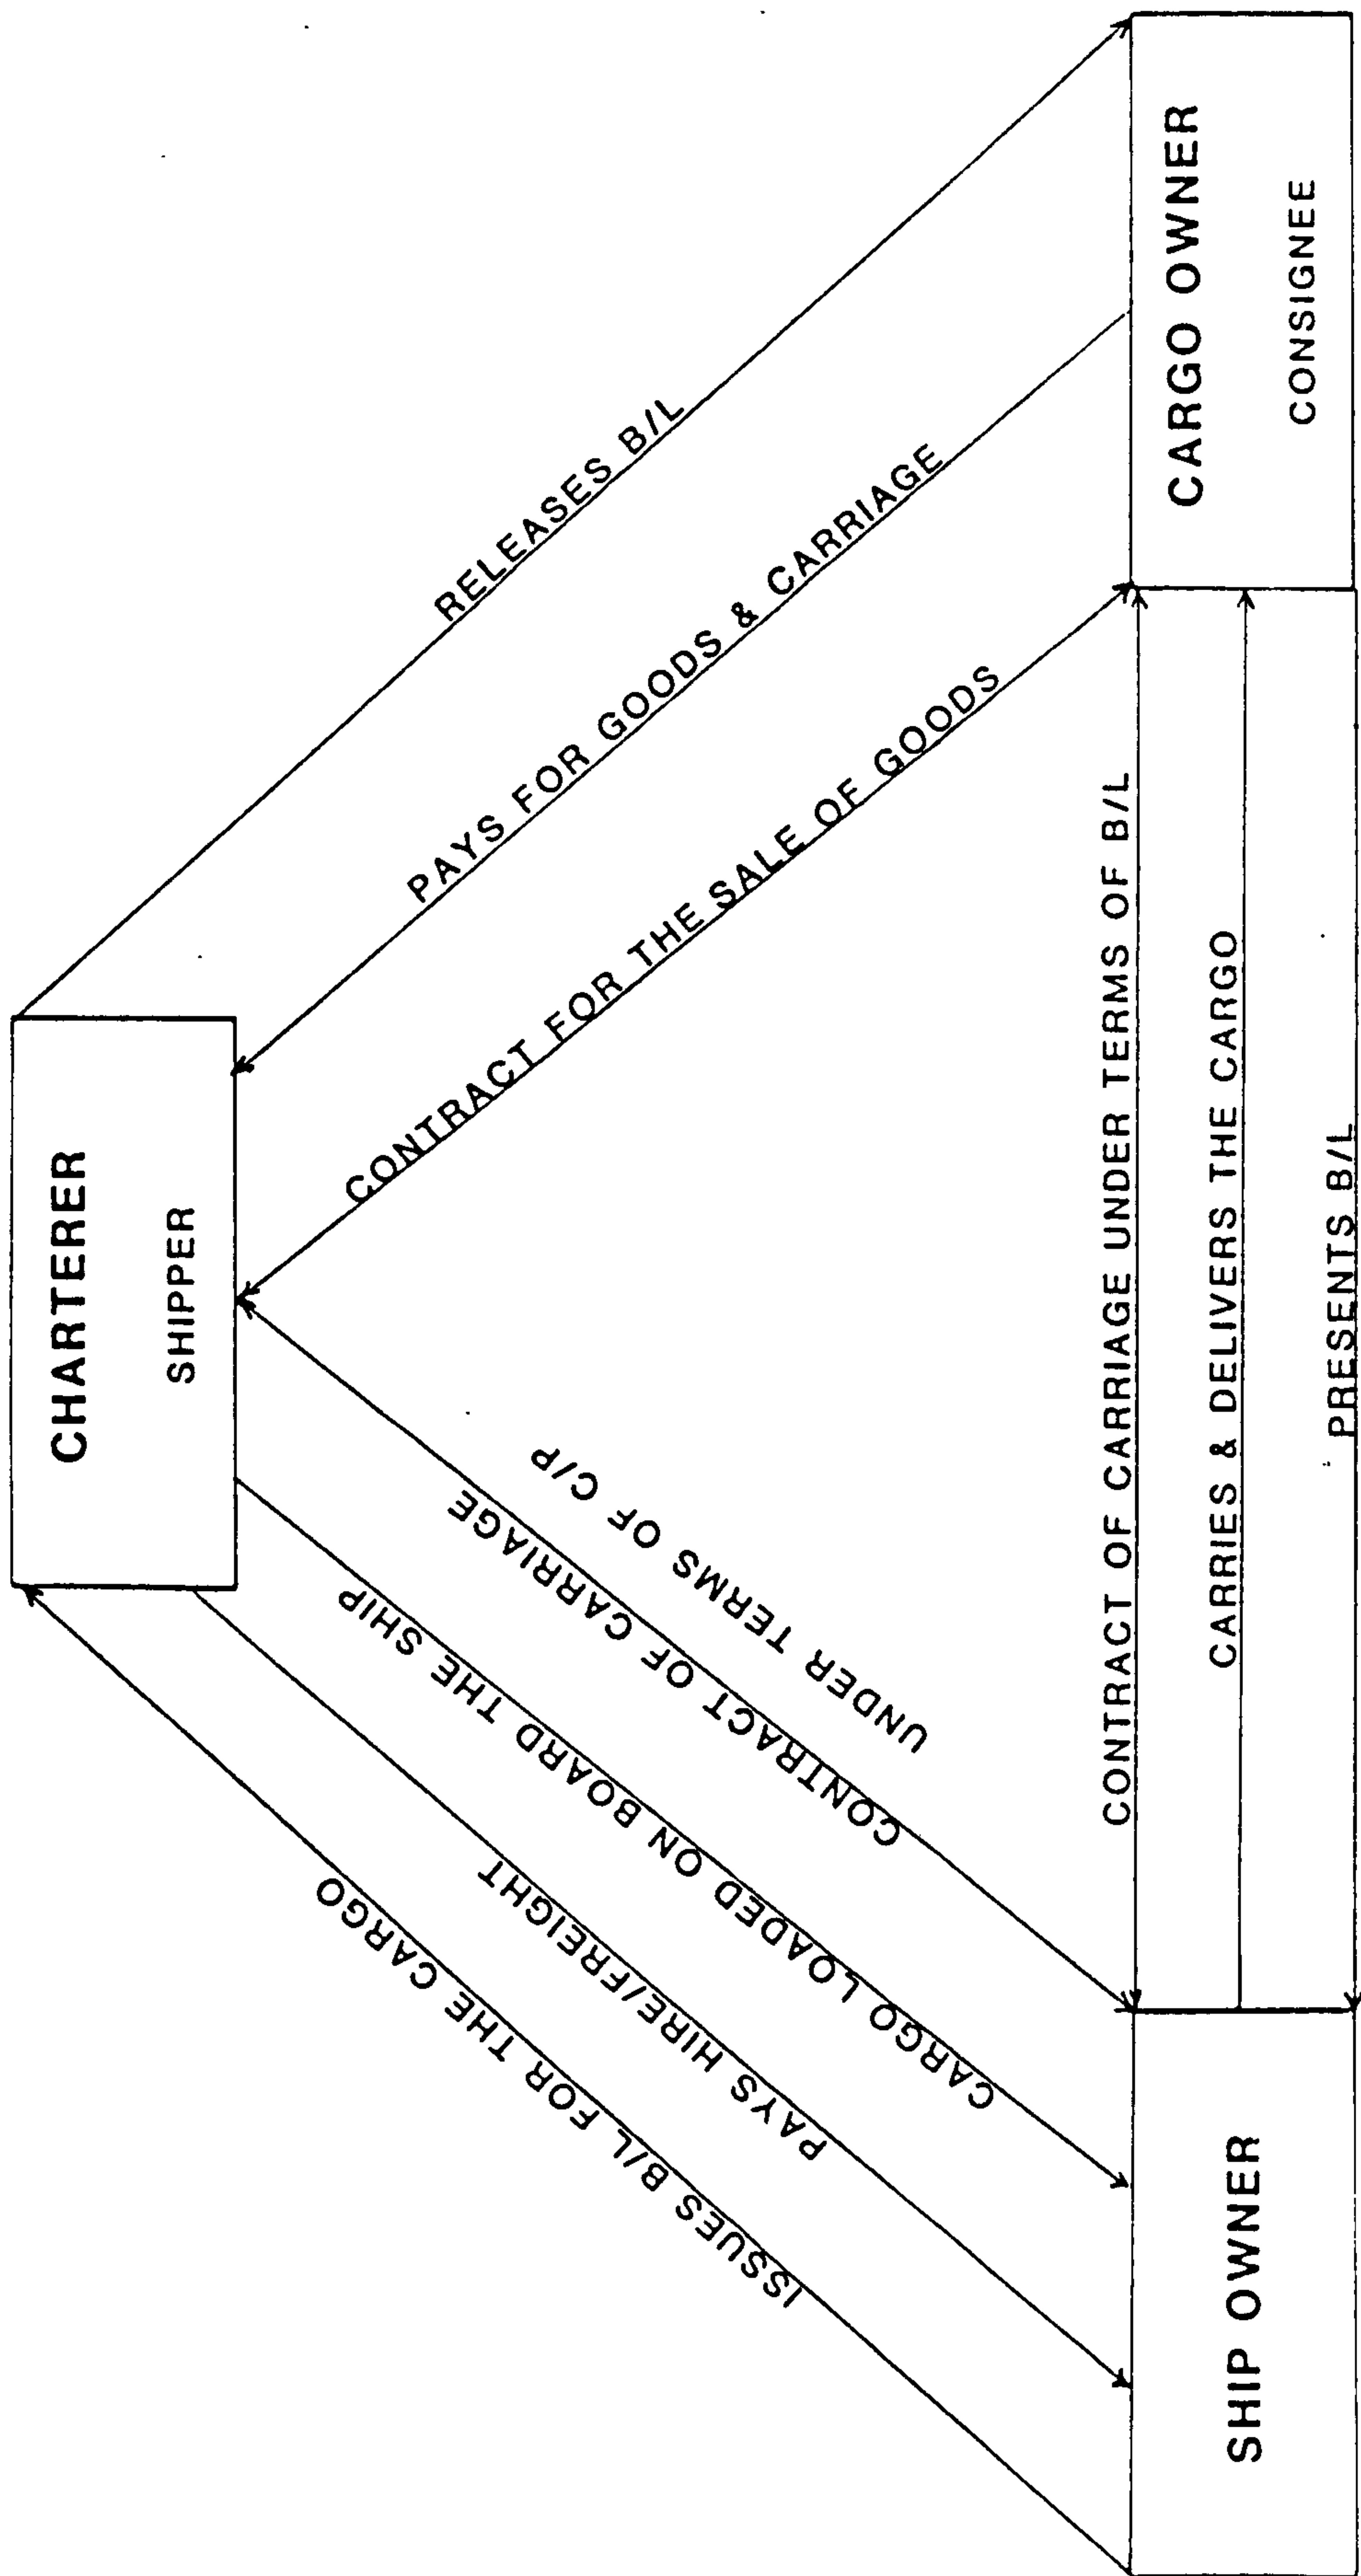 CHARTERER
SHIPPER
ISSUES B/L FOR THE CARGO
PAYS HIRE/FREIGHT
CARGO LOADED ON BOARD THE SHIP
CONTRACT OF CARRIAGE
UNDER TERMS OF C/P
CONTRACT FOR THE SALE OF GOODS
PAYS FOR GOODS & CARRIAGE
RELEASES B/L
CONTRACT OF CARRIAGE UNDER TERMS OF B/L
CARRIES & DELIVERS THE CARGO
PRESENTS B/L
SHIP OWNER
CARGO OWNER
CONSIGNEE